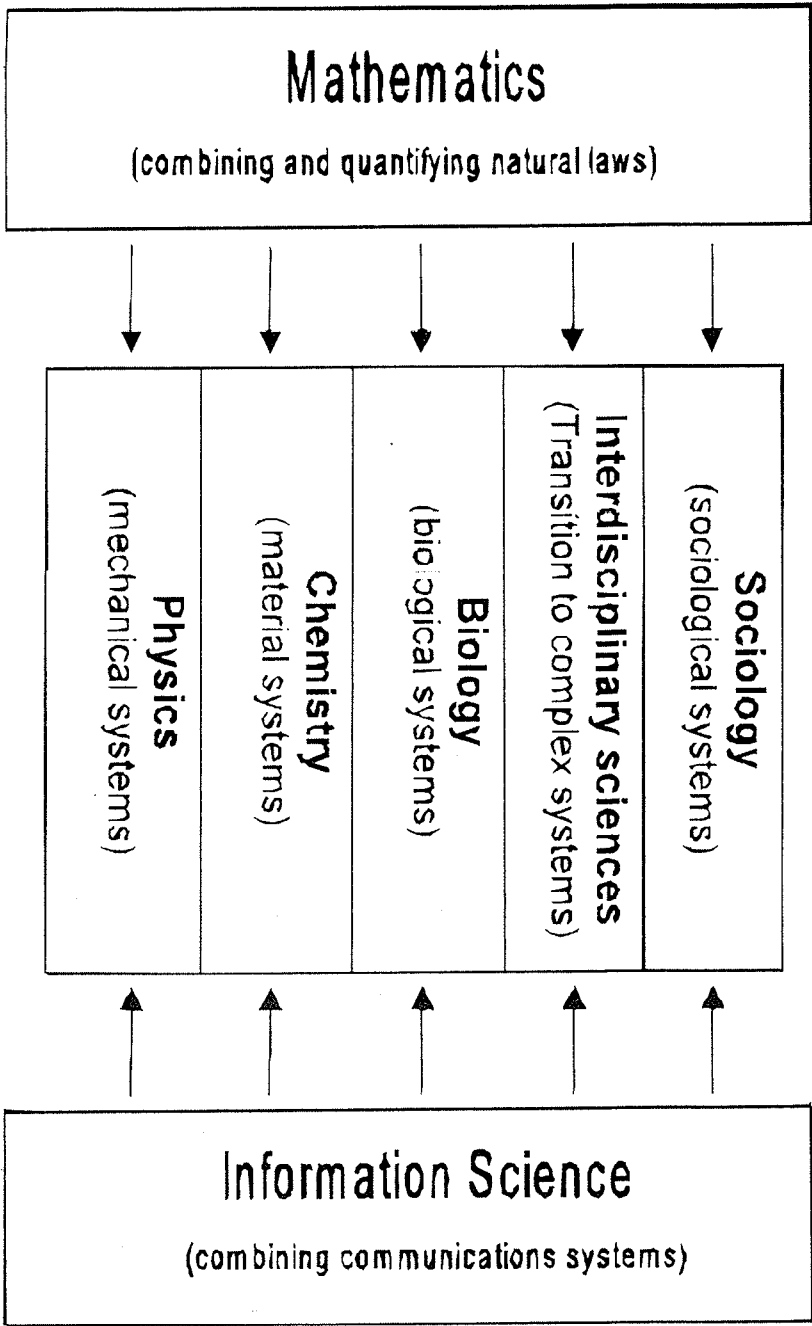 Mathematics
(combining and quantifying natural laws)
Physics
(mechanical systems)
Chemistry
(material systems)
Biology
(biological systems)
Interdisciplinary sciences
(Transition to complex systems)
Sociology
(sociological systems)
Information Science
(combining communications systems)